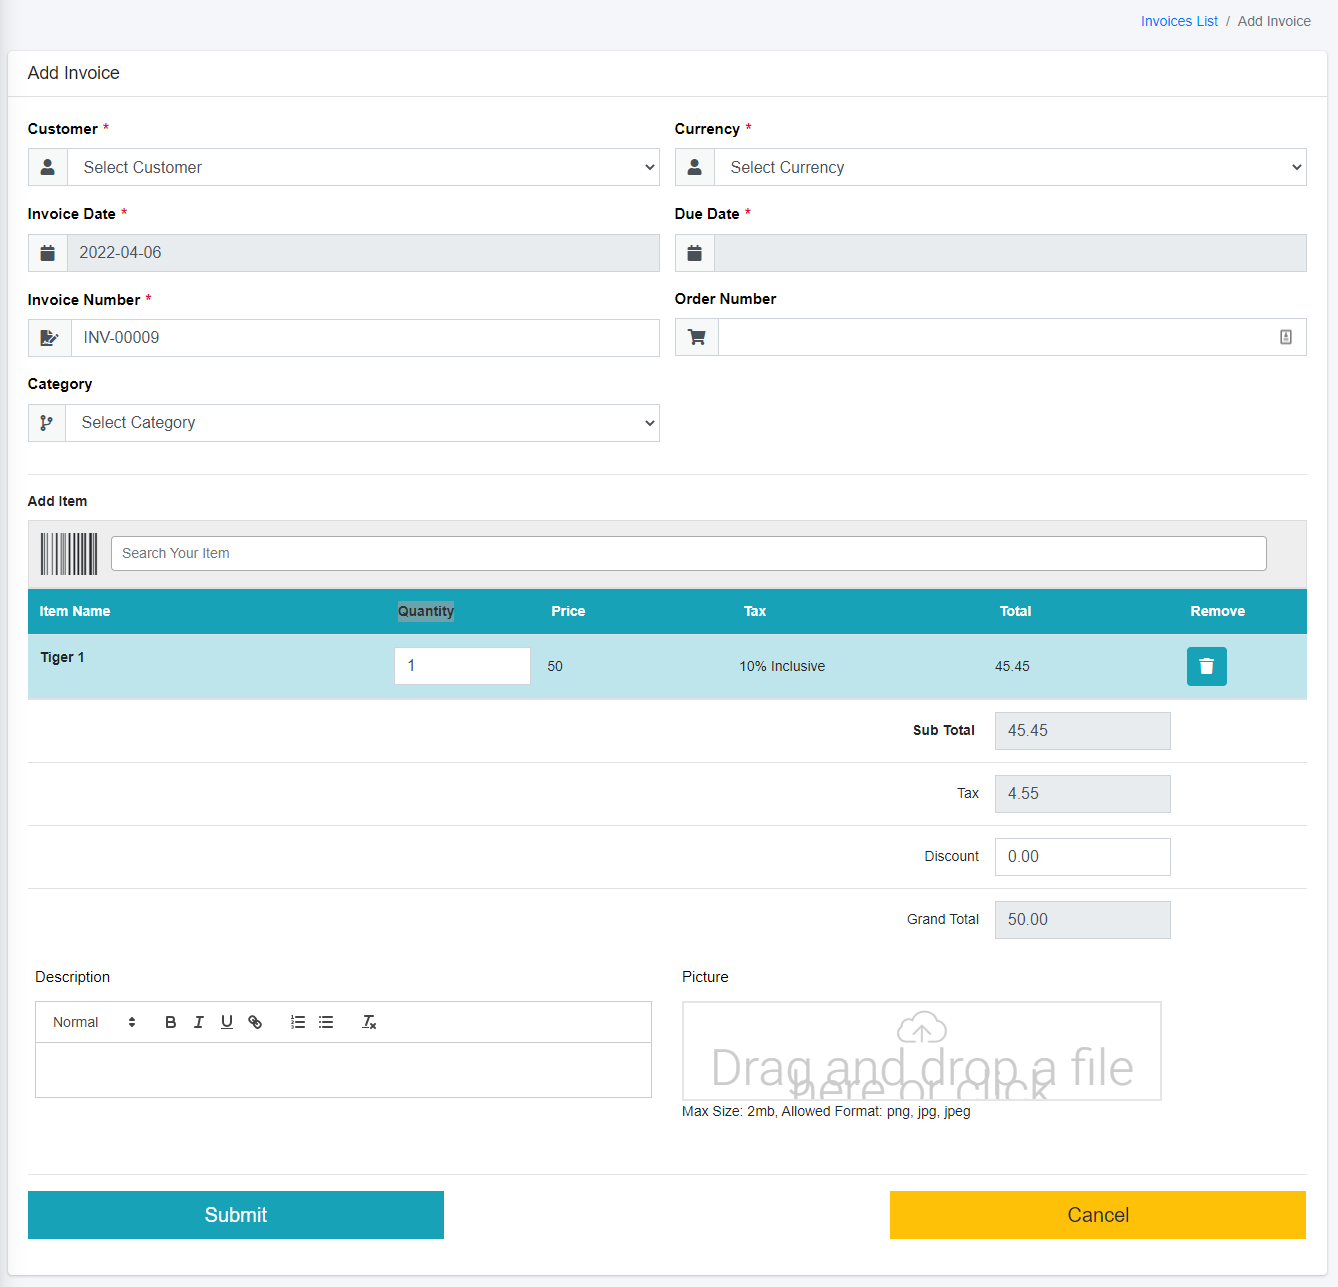 Invoices List / Add Invoice
Add Invoice
Customer *
Currency *
Select Customer
Select Currency
Invoice Date *
Due Date *
2022-04-06
Invoice Number *
Order Number
INV-00009
Category
Select Category
Add Item
Search Your Item
Item Name Quantity Price Tax Total Remove
Tiger 1 1 50 10% Inclusive 45.45
Sub Total 45.45
Tax 4.55
Discount 0.00
Grand Total 50.00
Description
Picture
Normal
Drag and drop a file
here or click
Max Size: 2mb, Allowed Format: png, jpg, jpeg
Submit
Cancel